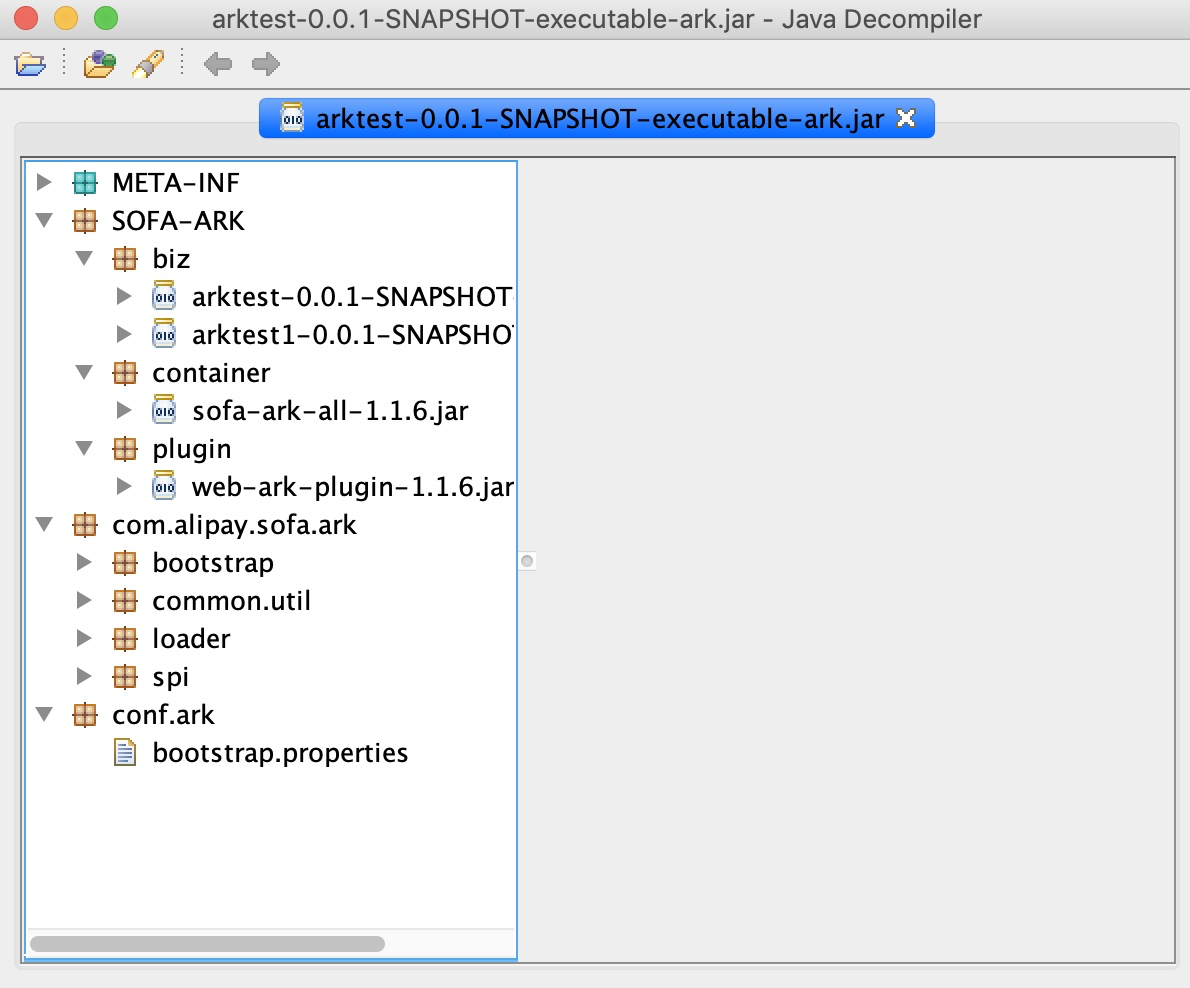 arktest-0.0.1-SNAPSHOT-executable-ark.jar - Java Decompiler
arktest-0.0.1-SNAPSHOT-executable-ark.jar
META-INF
SOFA-ARK
biz
arktest-0.0.1-SNAPSHOT
arktest1-0.0.1-SNAPSHO
container
sofa-ark-all-1.1.6.jar
plugin
web-ark-plugin-1.1.6.jar
com.alipay.sofa.ark
bootstrap
common.util
loader
spi
conf.ark
bootstrap.properties